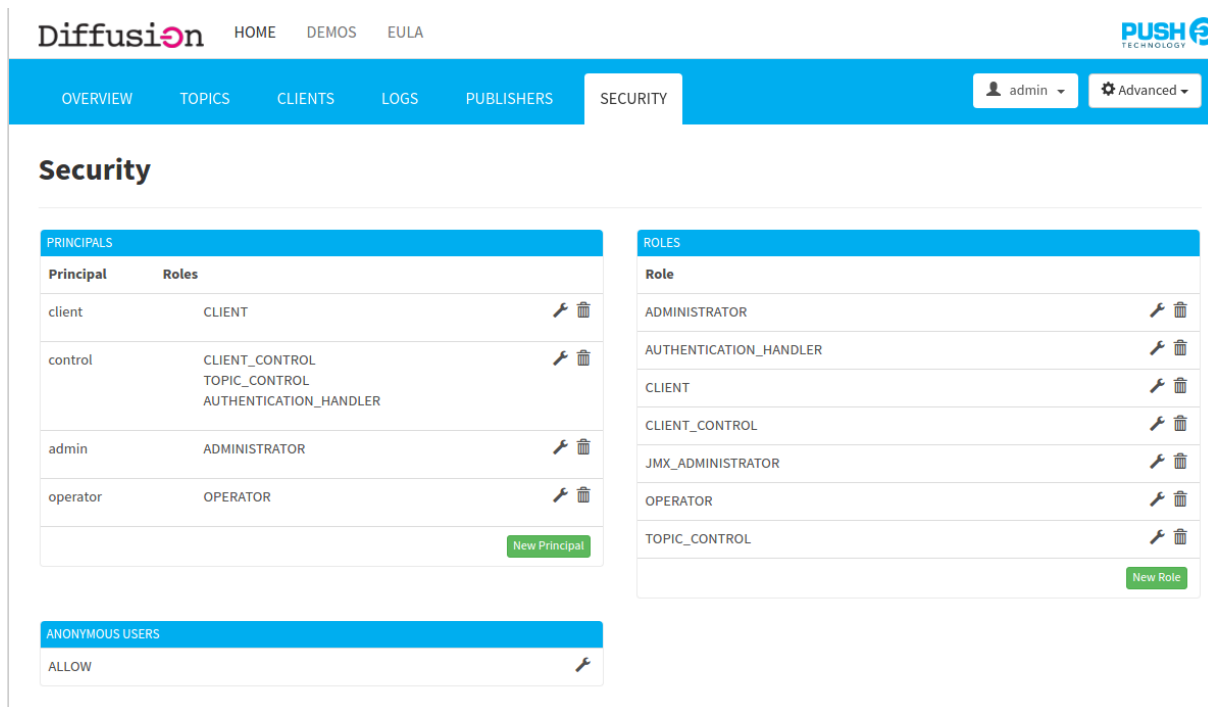 Diffusion HOME DEMOS EULA PUSH
TECHNOLOGY
OVERVIEW TOPICS CLIENTS LOGS PUBLISHERS SECURITY admin Advanced
Security
PRINCIPALS
Principal Roles
client CLIENT
control CLIENT_CONTROL
TOPIC_CONTROL
AUTHENTICATION_HANDLER
admin ADMINISTRATOR
operator OPERATOR
New Principal
ROLES
Role
ADMINISTRATOR
AUTHENTICATION_HANDLER
CLIENT
CLIENT_CONTROL
JMX_ADMINISTRATOR
OPERATOR
TOPIC_CONTROL
New Role
ANONYMOUS USERS
ALLOW